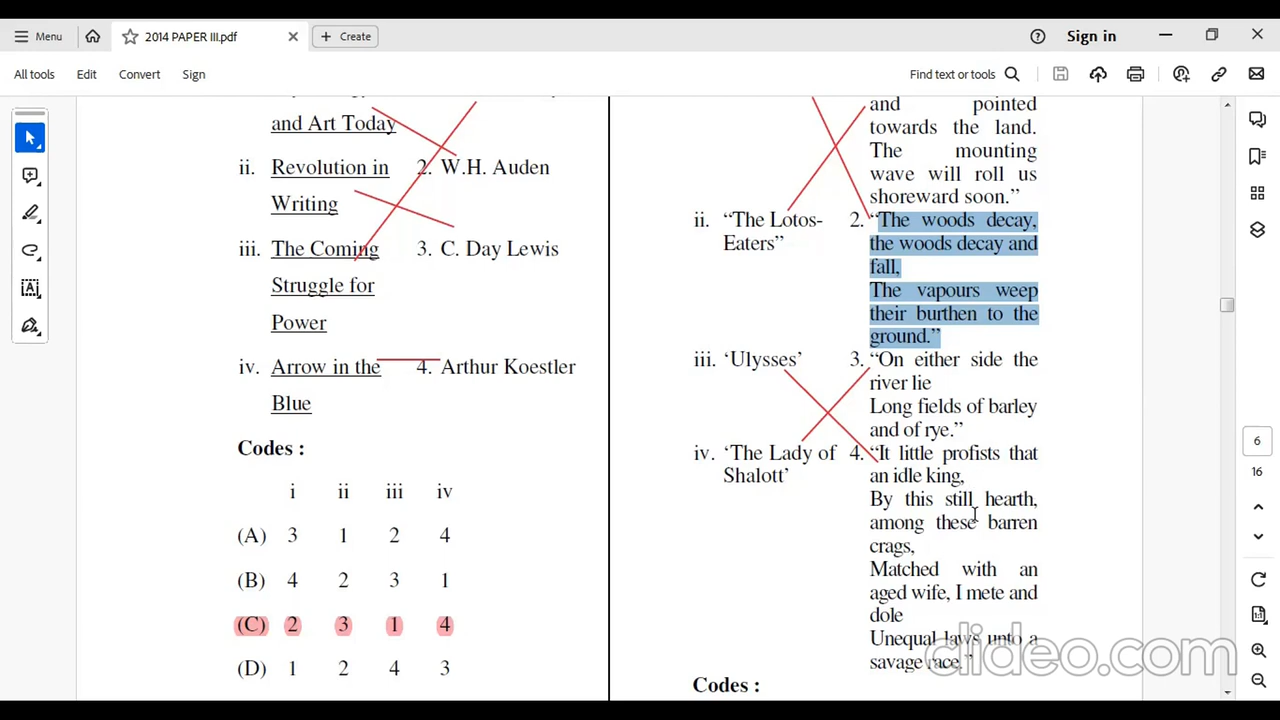 Menu
2014 PAPER III.pdf
Create
Sign in
All tools
Edit
Convert
Sign
Find text or tools
and Art Today
ii. Revolution in 2. W.H. Auden
Writing
iii. The Coming 3. C. Day Lewis
Struggle for
Power
iv. Arrow in the 4. Arthur Koestler
Blue
Codes :
i ii iii iv
(A) 3 1 2 4
(B) 4 2 3 1
(C) 2 3 1 4
(D) 1 2 4 3
and pointed
towards the land.
The mounting
wave will roll us
shoreward soon.”
ii. “The Lotos- 2. “The woods decay,
Eaters” the woods decay and
fall,
The vapours weep
their burthen to the
ground.”
iii. ‘Ulysses’ 3. “On either side the
river lie
Long fields of barley
and of rye.”
iv. ‘The Lady of 4. “It little profists that
Shalott’ an idle king,
By this still hearth,
among these barren
crags,
Matched with an
aged wife, I mete and
dole
Unequal laws unto a
savage race.”
Codes :
6
16
clideo.com